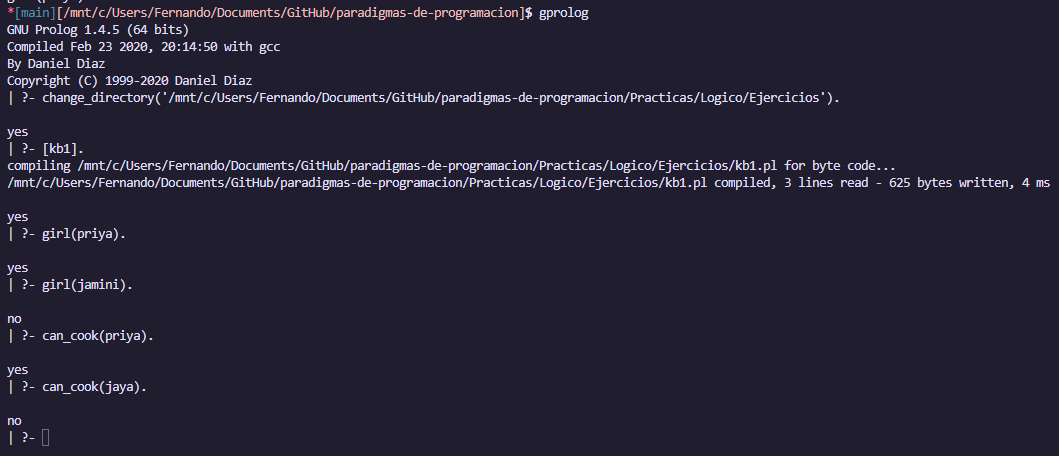 *[main][/mnt/c/Users/Fernando/Documents/GitHub/paradigmas-de-programacion]$ gprolog
GNU Prolog 1.4.5 (64 bits)
Compiled Feb 23 2020, 20:14:50 with gcc
By Daniel Diaz
Copyright (C) 1999-2020 Daniel Diaz
| ?- change_directory('/mnt/c/Users/Fernando/Documents/GitHub/paradigmas-de-programacion/Practicas/Logico/Ejercicios').
yes
| ?- [kb1].
compiling /mnt/c/Users/Fernando/Documents/GitHub/paradigmas-de-programacion/Practicas/Logico/Ejercicios/kb1.pl for byte code...
/mnt/c/Users/Fernando/Documents/GitHub/paradigmas-de-programacion/Practicas/Logico/Ejercicios/kb1.pl compiled, 3 lines read - 625 bytes written, 4 ms
yes
| ?- girl(priya).
yes
| ?- girl(jamini).
no
| ?- can_cook(priya).
yes
| ?- can_cook(jaya).
no
| ?-